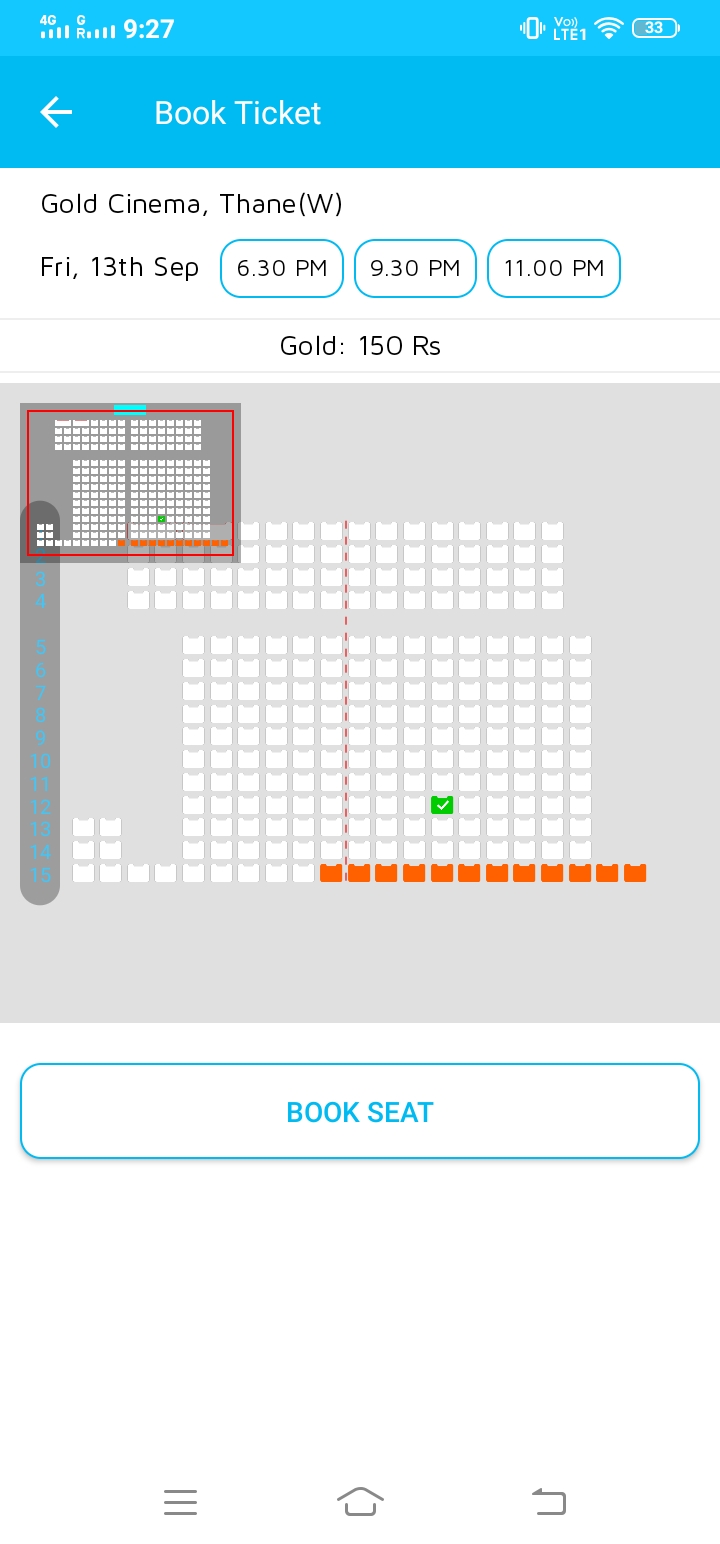 4G G R 9:27 Vo)) LTE1 33
Book Ticket
Gold Cinema, Thane(W)
Fri, 13th Sep 6.30 PM 9.30 PM 11.00 PM
Gold: 150 Rs
3
4
5
6
7
8
9
10
11
12
13
14
15
BOOK SEAT